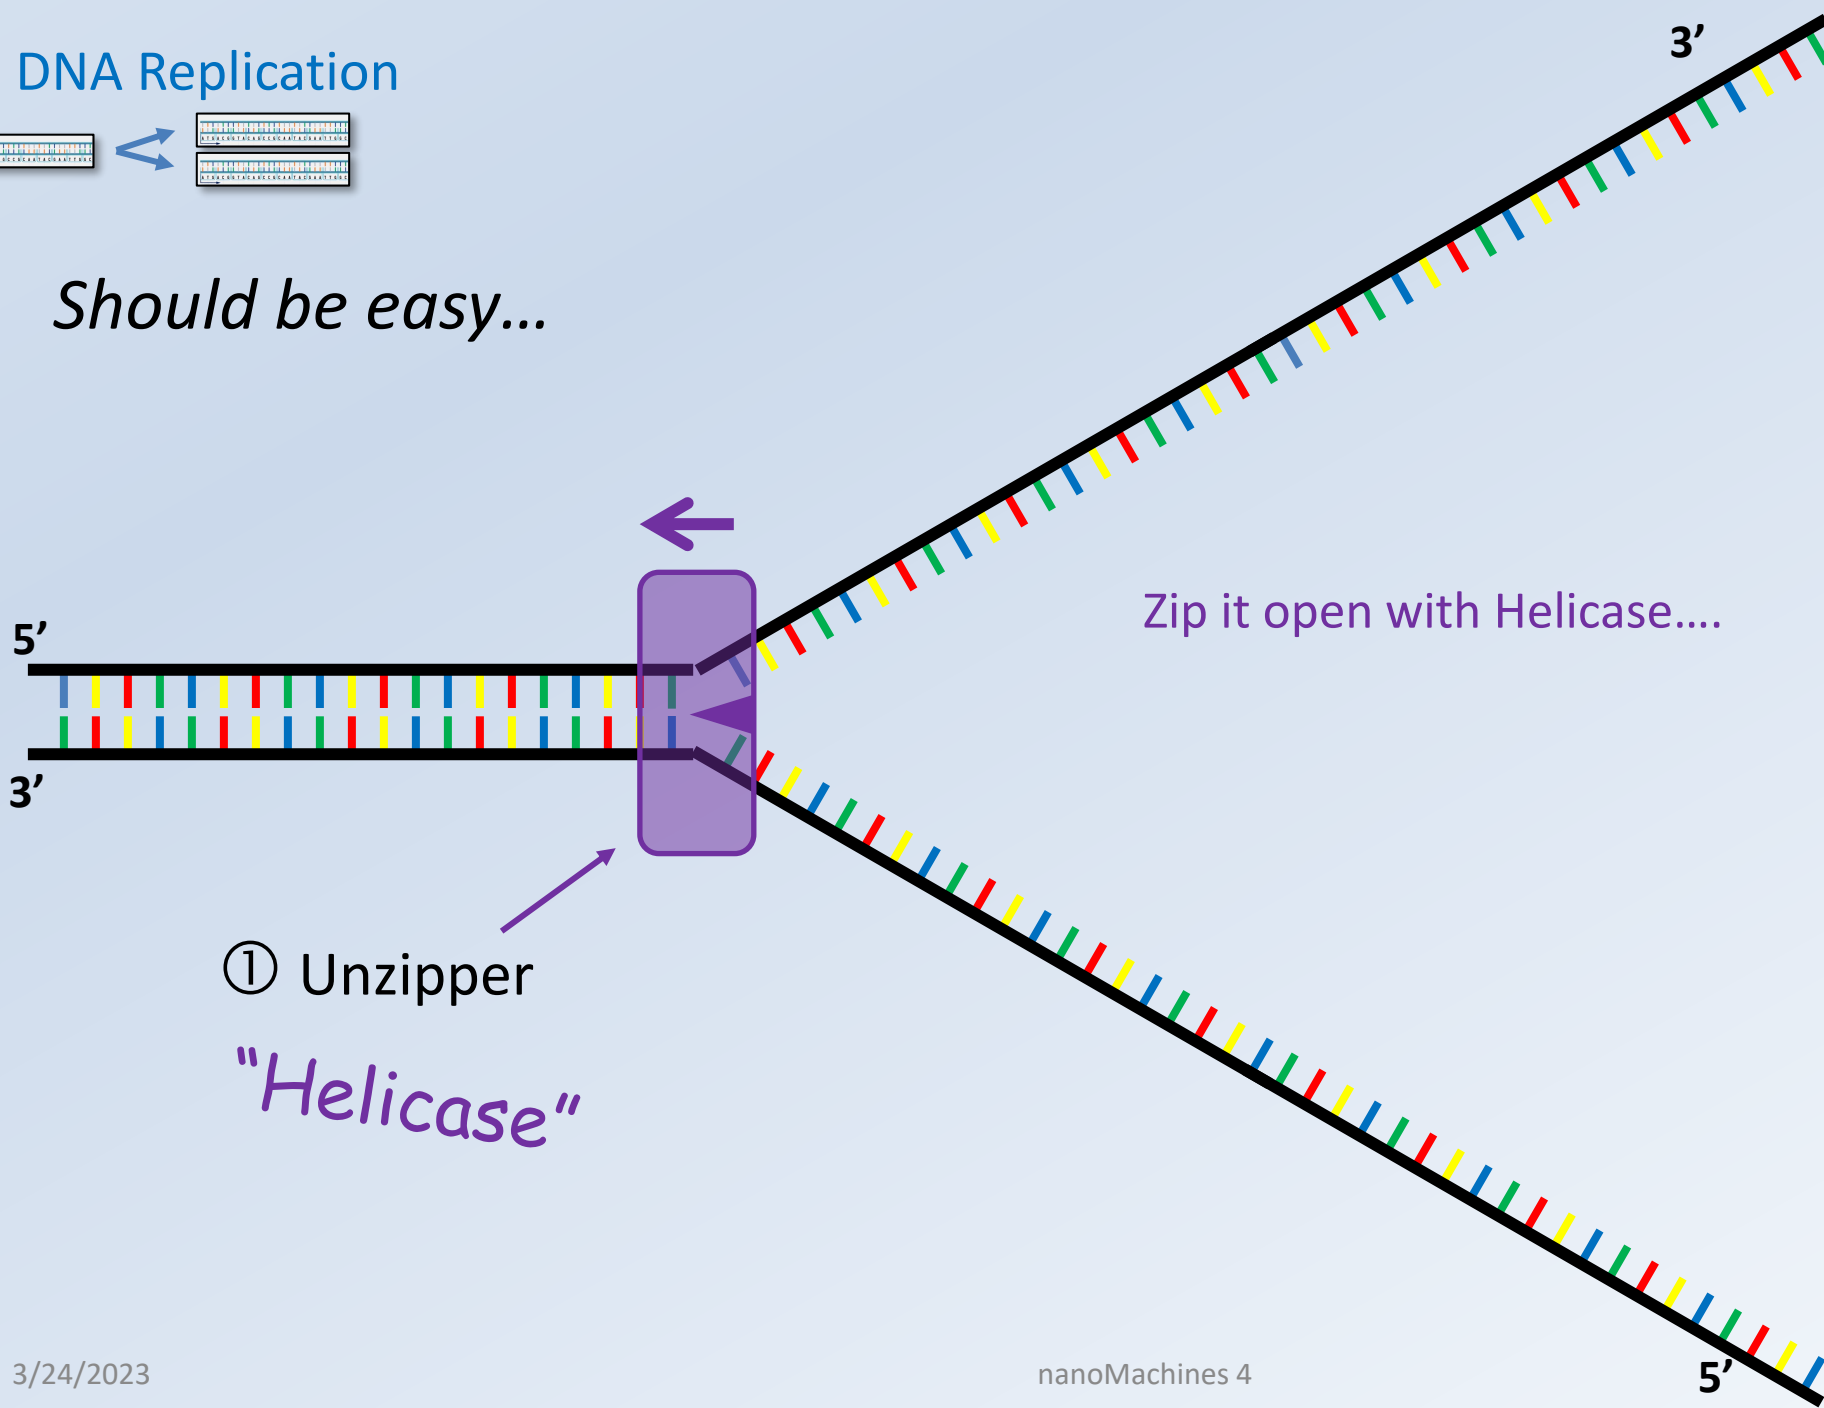 3’
DNA Replication
Should be easy…
Zip it open with Helicase….
5’
3’
① Unzipper
“Helicase”
3/24/2023
nanoMachines 4
5’